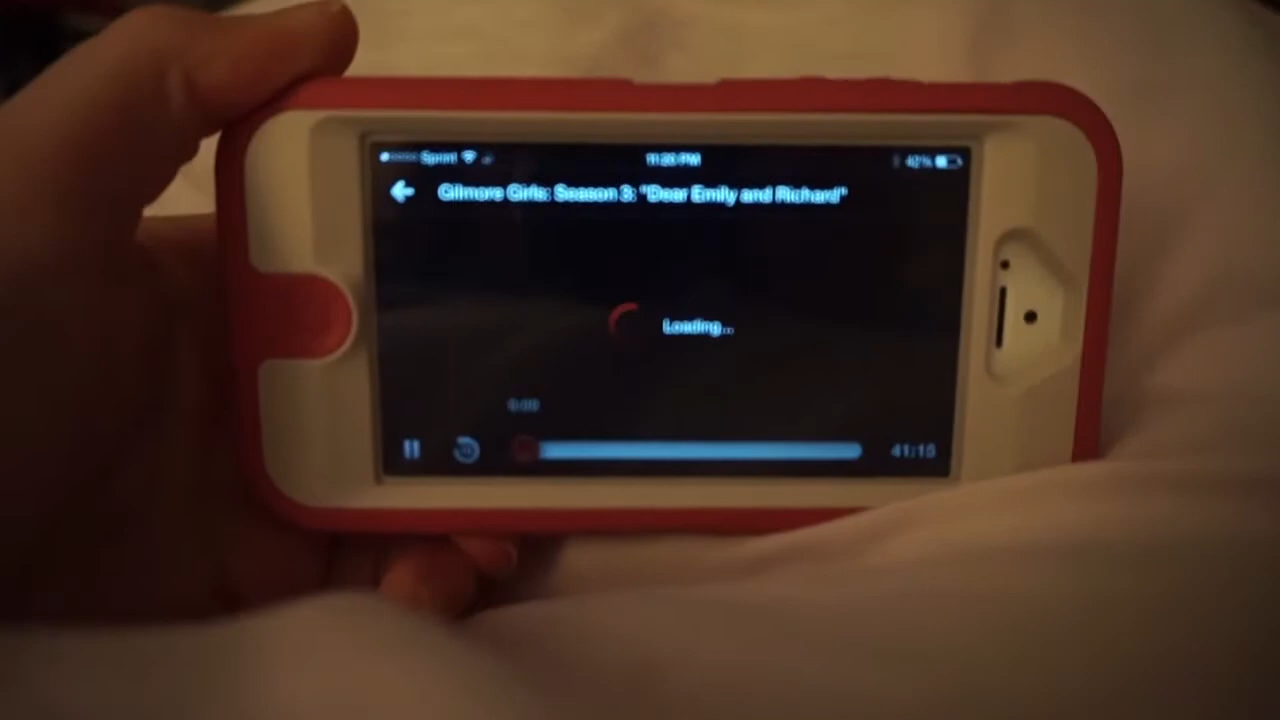 Sprint 11:20 PM 42%
Gilmore Girls: Season 3: "Dear Emily and Richard"
Loading...
0:00
41:15